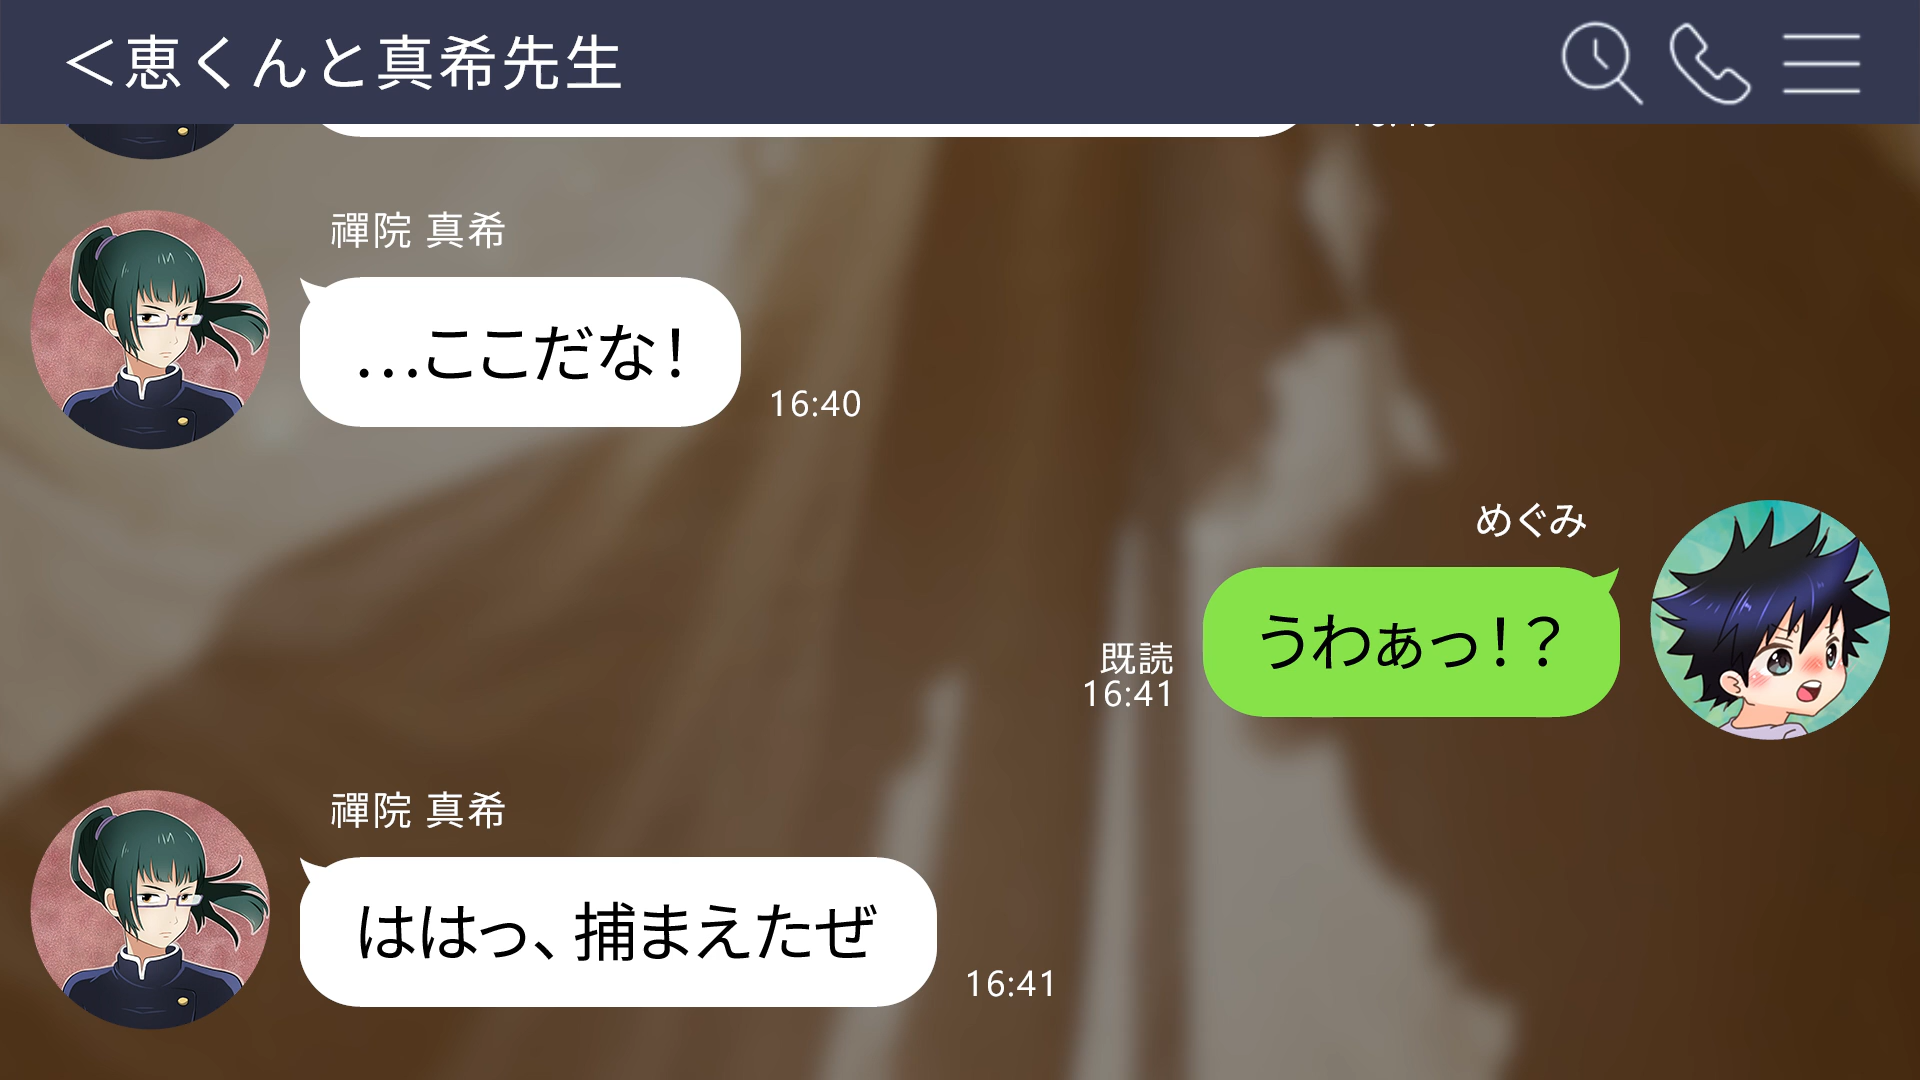 <恵くんと真希先生
禪院 真希
…ここだな!
16:40
めぐみ
うわぁっ!?
既読
16:41
禪院 真希
ははっ、捕まえたぜ
16:41